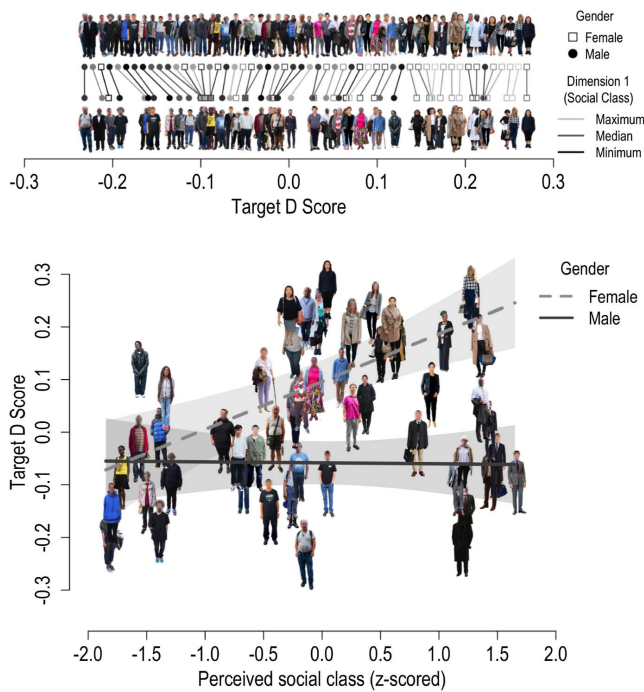 Gender
Female
Male
Dimension 1
(Social Class)
Maximum
Median
Minimum
-0.3 -0.2 -0.1 0.0 0.1 0.2 0.3
Target D Score
Gender
Female
Male
0.3
0.2
0.1
0.0
-0.1
-0.2
-0.3
Target D Score
-2.0 -1.5 -1.0 -0.5 0.0 0.5 1.0 1.5 2.0
Perceived social class (z-scored)